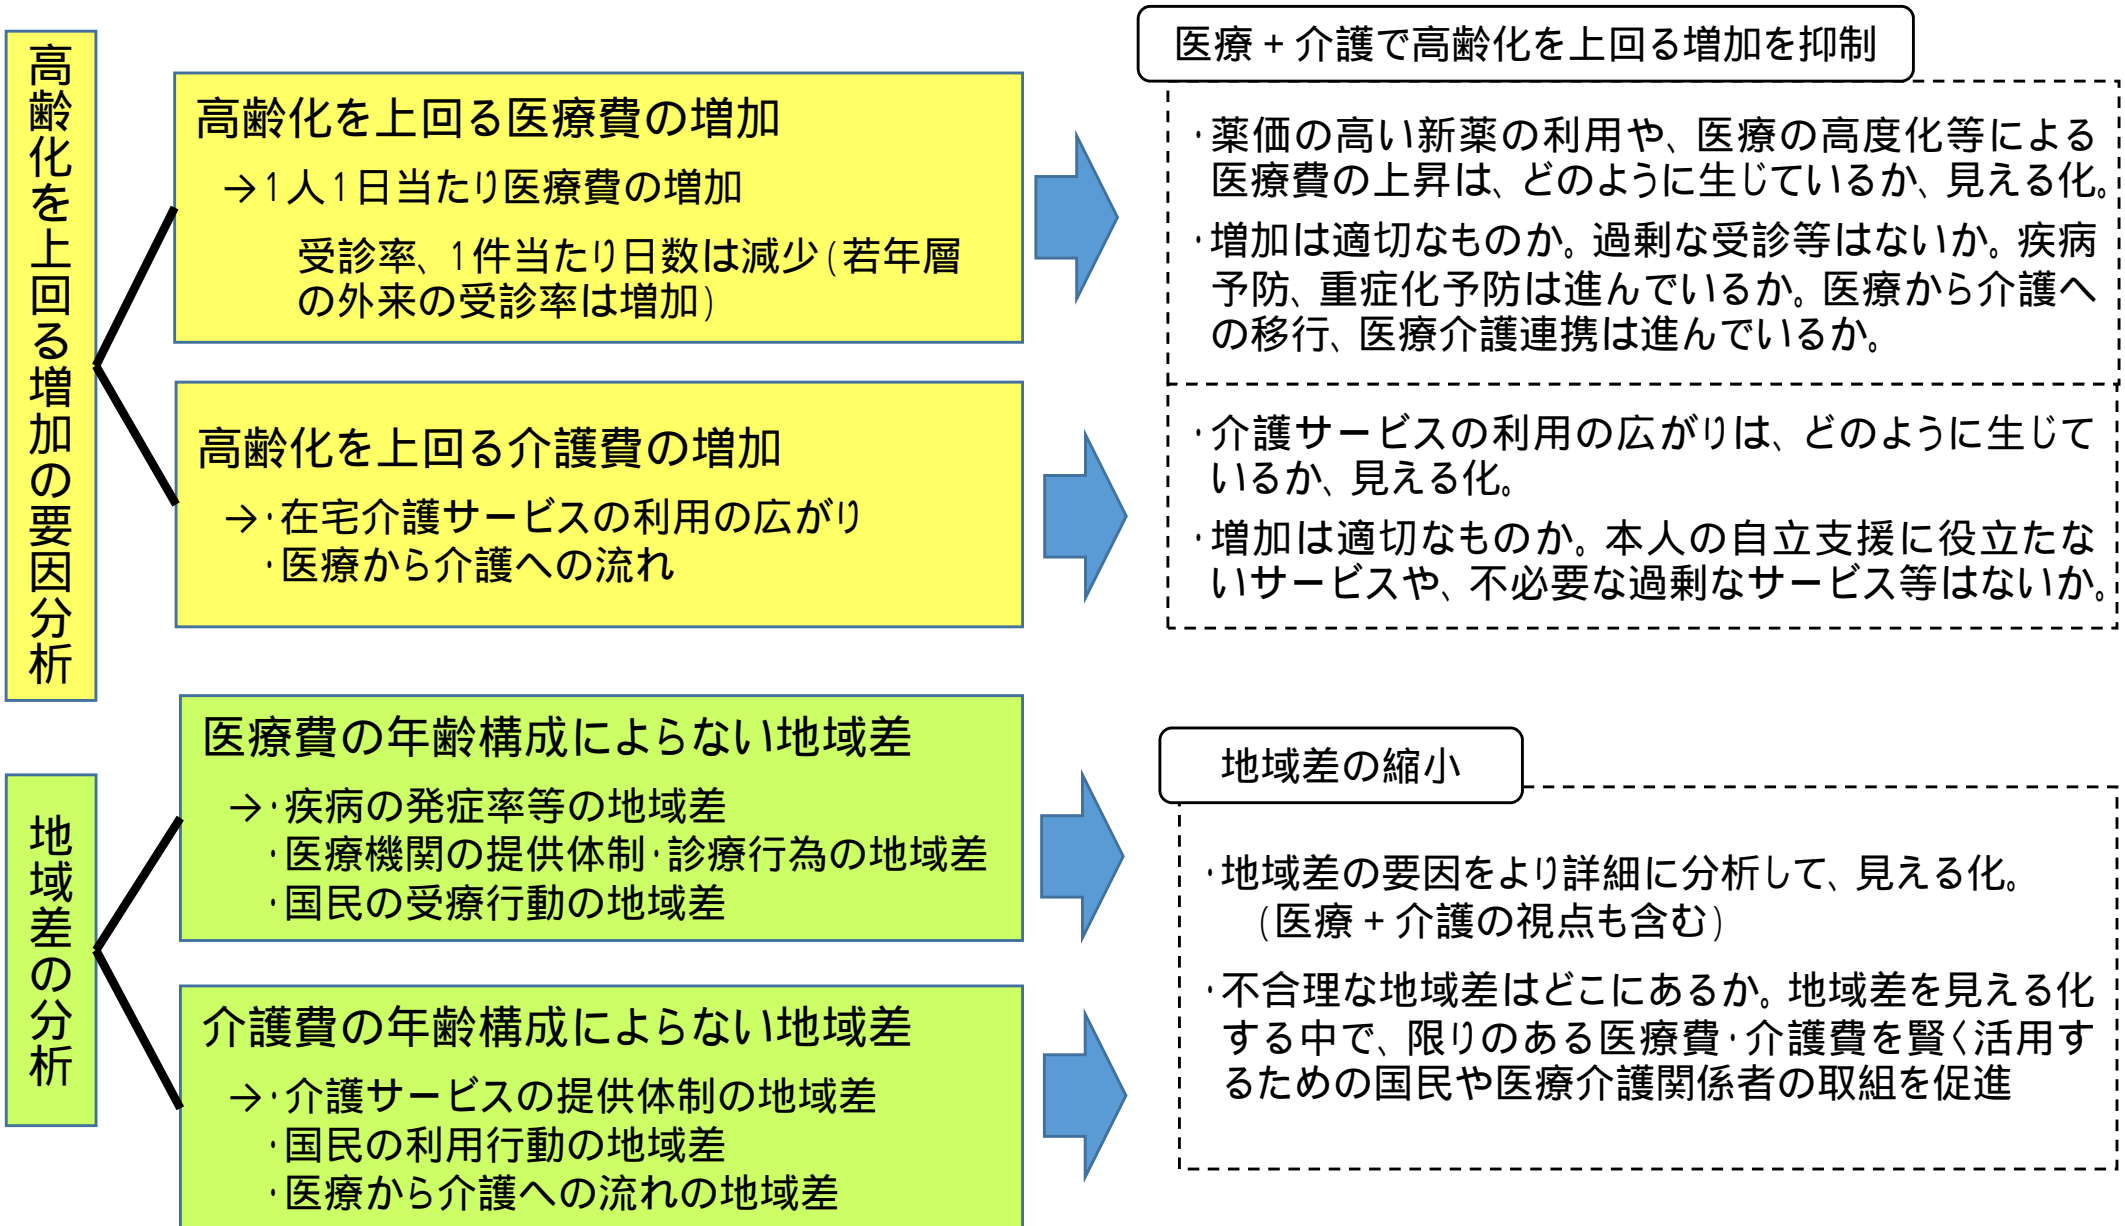 高齢化を上回る増加の要因分析
高齢化を上回る医療費の増加
→1人1日当たり医療費の増加
受診率、1件当たり日数は減少(若年層
の外来の受診率は増加)
高齢化を上回る介護費の増加
→・在宅介護サービスの利用の広がり
・医療から介護への流れ
医療+介護で高齢化を上回る増加を抑制
・薬価の高い新薬の利用や、医療の高度化等による
医療費の上昇は、どのように生じているか、見える化。
・増加は適切なものか。過剰な受診等はないか。疾病
予防、重症化予防は進んでいるか。医療から介護へ
の移行、医療介護連携は進んでいるか。
・介護サービスの利用の広がりは、どのように生じて
いるか、見える化。
・増加は適切なものか。本人の自立支援に役立たな
いサービスや、不必要な過剰なサービス等はないか。
地域差の分析
医療費の年齢構成によらない地域差
→・疾病の発症率等の地域差
・医療機関の提供体制・診療行為の地域差
・国民の受療行動の地域差
介護費の年齢構成によらない地域差
→・介護サービスの提供体制の地域差
・国民の利用行動の地域差
・医療から介護への流れの地域差
地域差の縮小
・地域差の要因をより詳細に分析して、見える化。
(医療+介護の視点も含む)
・不合理な地域差はどこにあるか。地域差を見える化
する中で、限りのある医療費・介護費を賢く活用す
るための国民や医療介護関係者の取組を促進